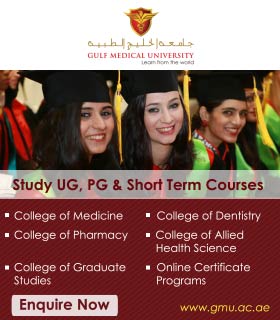 جامعة الخليج الطبية
GULF MEDICAL UNIVERSITY
Learn from the world
Study UG, PG & Short Term Courses
College of Medicine
College of Dentistry
College of Pharmacy
College of Allied
Health Science
College of Graduate
Studies
Online Certificate
Programs
Enquire Now
www.gmu.ac.ae